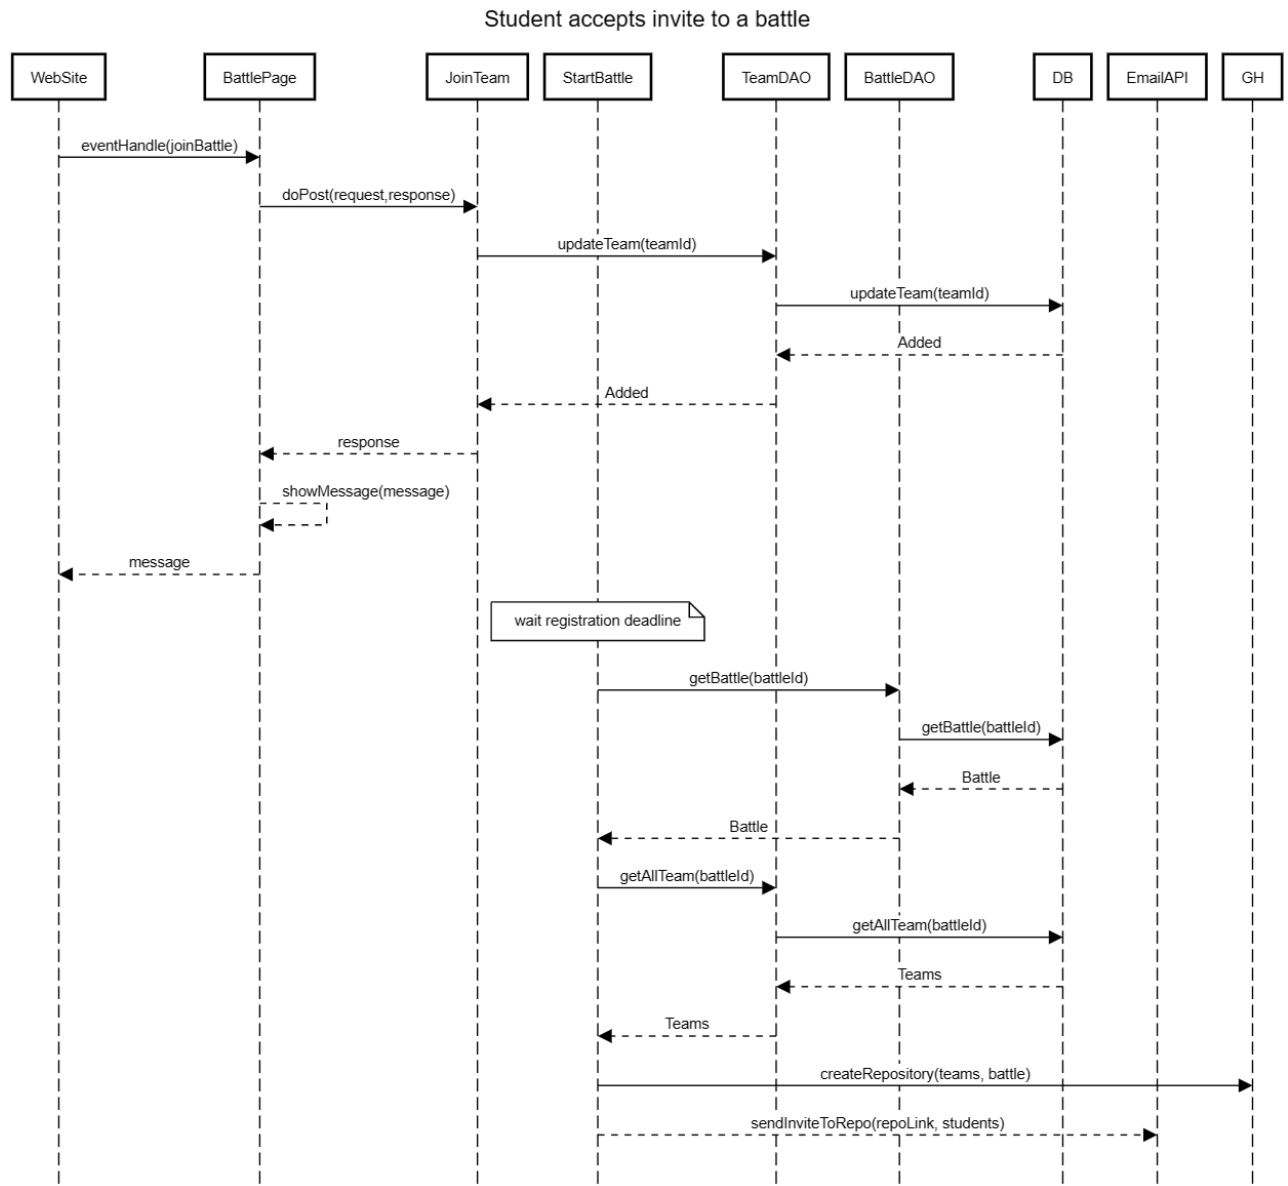 Student accepts invite to a battle
WebSite
BattlePage
JoinTeam
StartBattle
TeamDAO
BattleDAO
DB
EmailAPI
GH
eventHandle(joinBattle)
doPost(request,response)
updateTeam(teamId)
updateTeam(teamId)
Added
Added
response
showMessage(message)
message
wait registration deadline
getBattle(battleId)
getBattle(battleId)
Battle
Battle
getAllTeam(battleId)
getAllTeam(battleId)
Teams
Teams
createRepository(teams, battle)
sendInviteToRepo(repoLink, students)